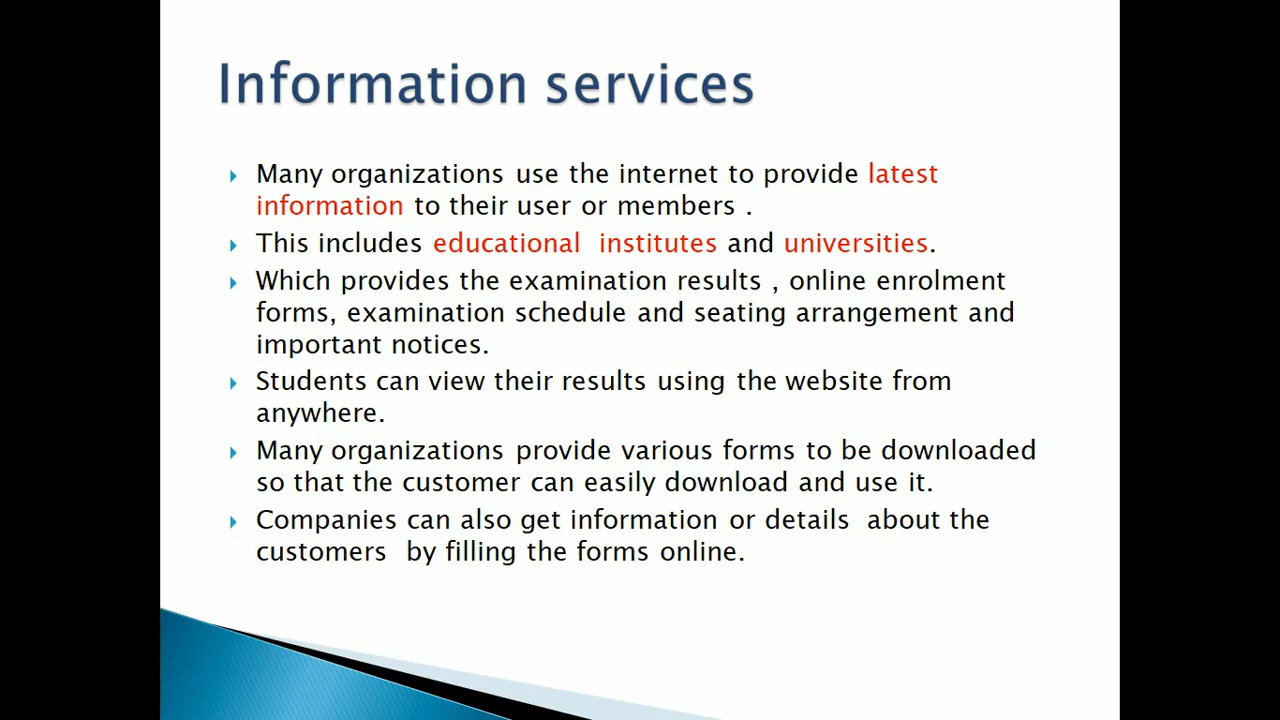 Information services
Many organizations use the internet to provide latest
information to their user or members .
This includes educational  institutes and universities.
Which provides the examination results , online enrolment
forms, examination schedule and seating arrangement and
important notices.
Students can view their results using the website from
anywhere.
Many organizations provide various forms to be downloaded
so that the customer can easily download and use it.
Companies can also get information or details  about the
customers  by filling the forms online.